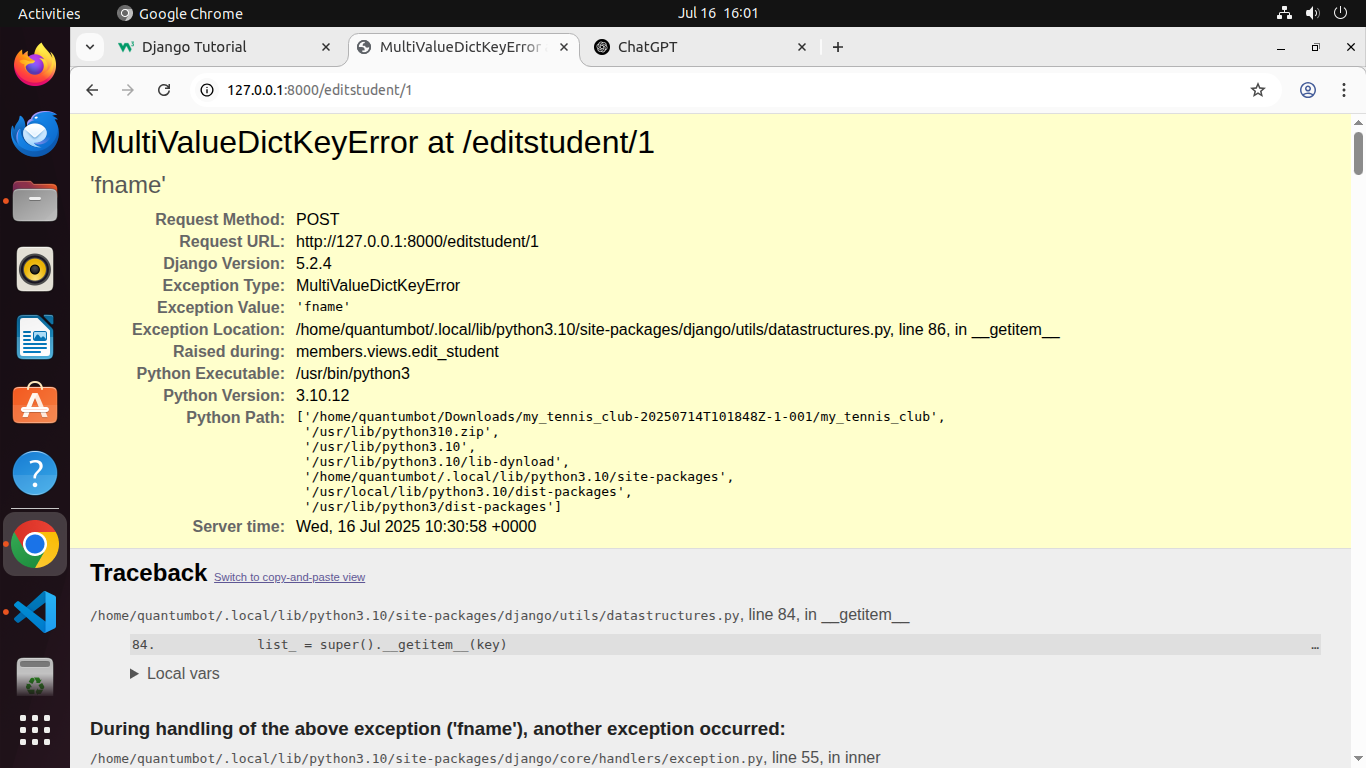 Activities Google Chrome Jul 16 16:01
Django Tutorial MultiValueDictKeyError ChatGPT
127.0.0.1:8000/editstudent/1
MultiValueDictKeyError at /editstudent/1
'fname'
Request Method: POST
Request URL: http://127.0.0.1:8000/editstudent/1
Django Version: 5.2.4
Exception Type: MultiValueDictKeyError
Exception Value: 'fname'
Exception Location: /home/quantumbot/.local/lib/python3.10/site-packages/django/utils/datastructures.py, line 86, in __getitem__
Raised during: members.views.edit_student
Python Executable: /usr/bin/python3
Python Version: 3.10.12
Python Path: ['/home/quantumbot/Downloads/my_tennis_club-20250714T101848Z-1-001/my_tennis_club',
'/usr/lib/python310.zip',
'/usr/lib/python3.10',
'/usr/lib/python3.10/lib-dynload',
'/home/quantumbot/.local/lib/python3.10/site-packages',
'/usr/local/lib/python3.10/dist-packages',
'/usr/lib/python3/dist-packages']
Server time: Wed, 16 Jul 2025 10:30:58 +0000
Traceback Switch to copy-and-paste view
/home/quantumbot/.local/lib/python3.10/site-packages/django/utils/datastructures.py, line 84, in __getitem__
84. list_ = super().__getitem__(key) …
Local vars
During handling of the above exception ('fname'), another exception occurred:
/home/quantumbot/.local/lib/python3.10/site-packages/django/core/handlers/exception.py, line 55, in inner